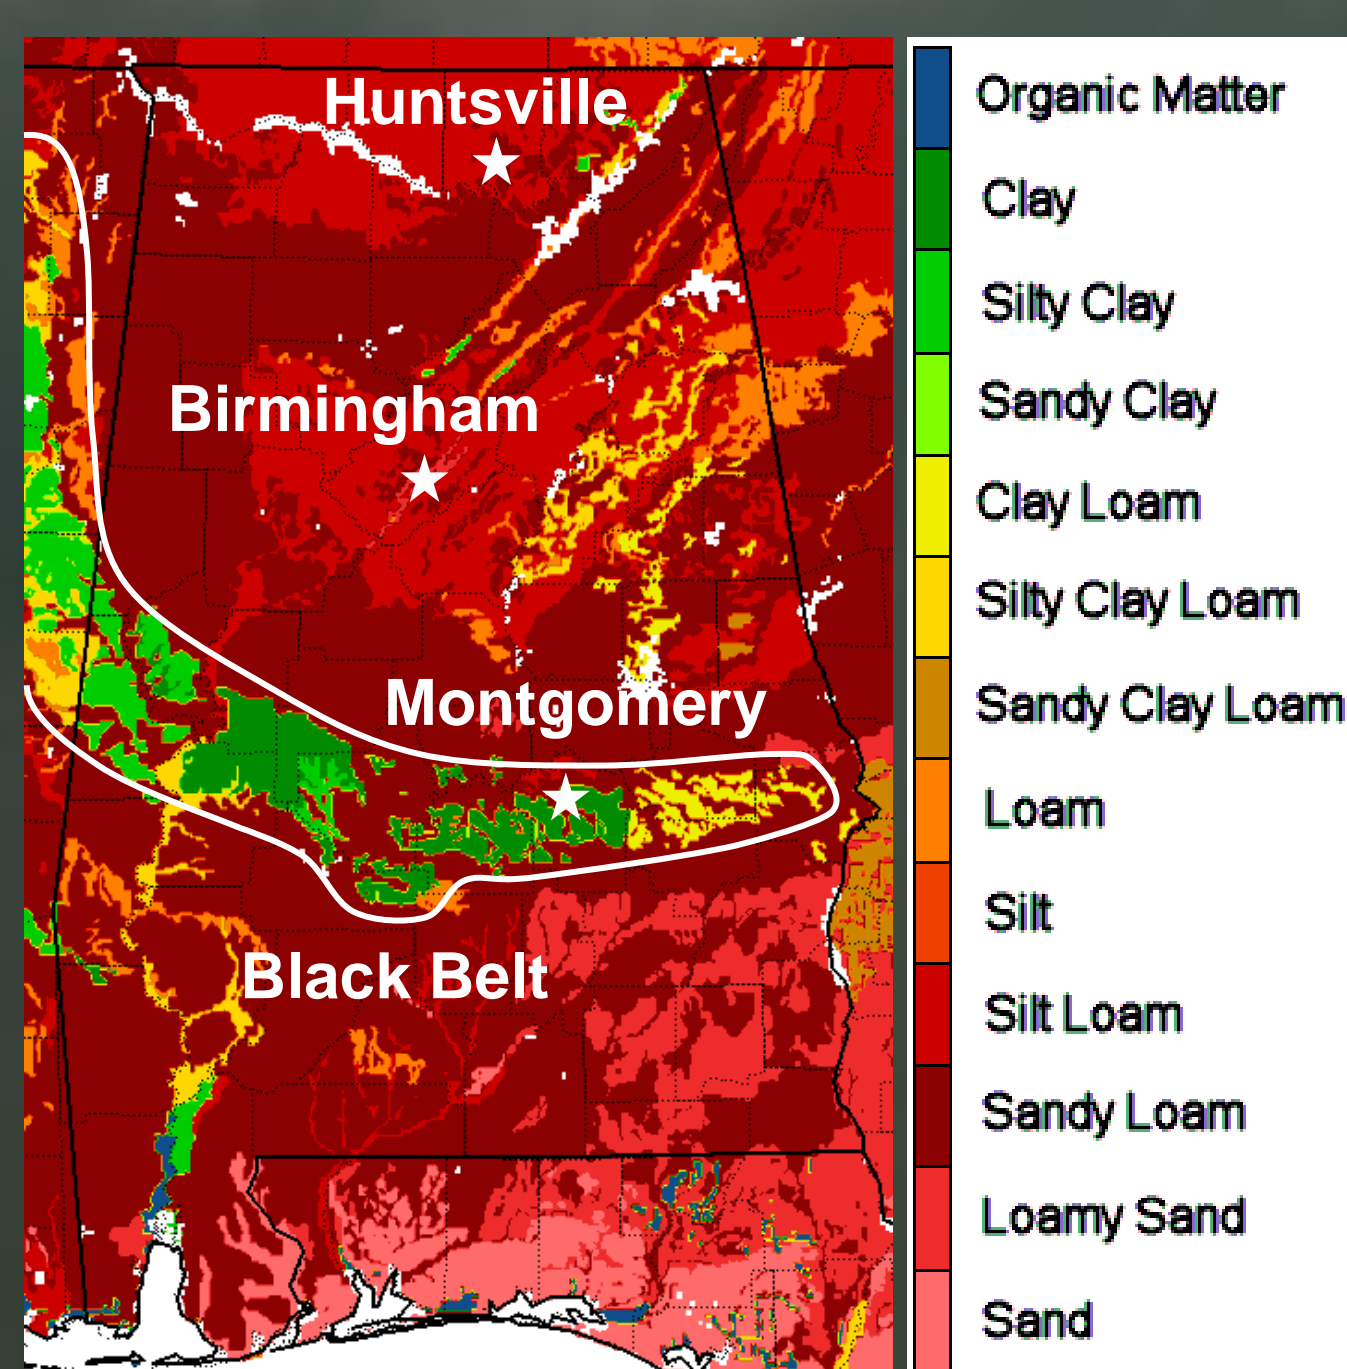 Huntsville
Birmingham
Montgomery
Black Belt
Organic Matter
Clay
Silty Clay
Sandy Clay
Clay Loam
Silty Clay Loam
Sandy Clay Loam
Loam
Silt
Silt Loam
Sandy Loam
Loamy Sand
Sand